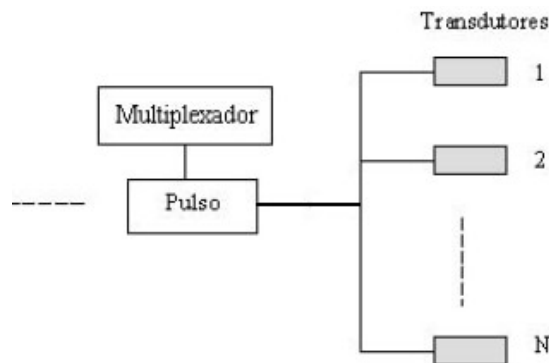 Transdutores
1
Multiplexador
2
Pulso
N